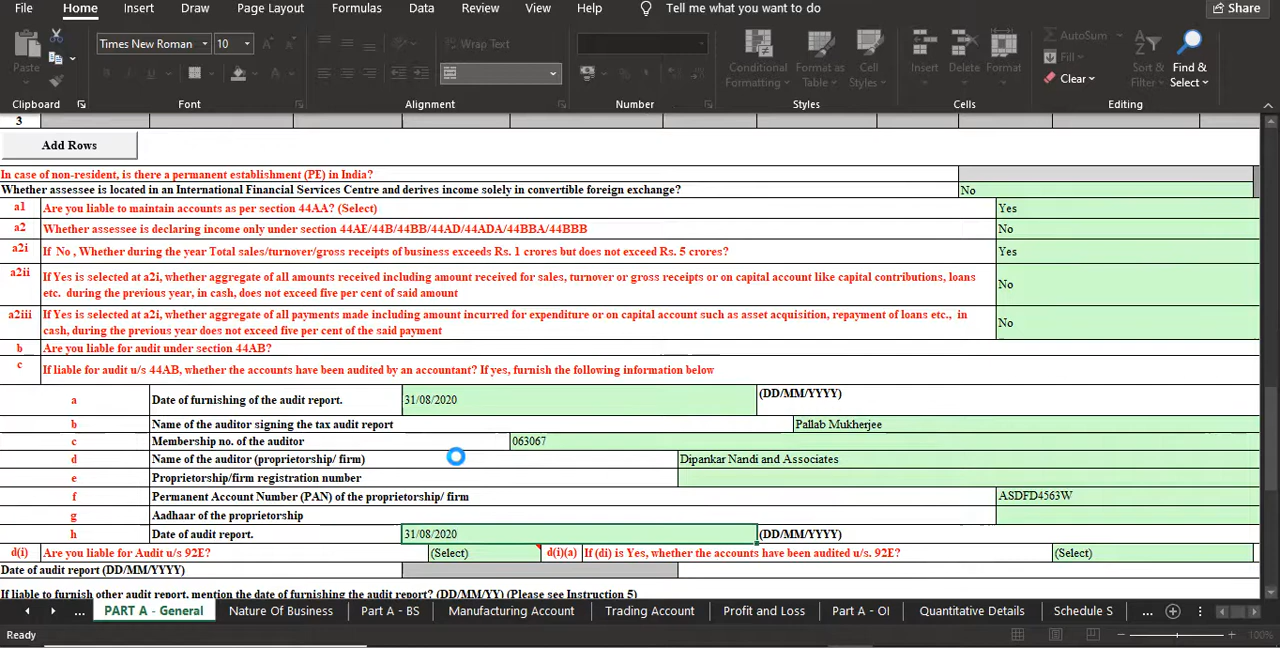 File Home Insert Draw Page Layout Formulas Data Review View Help Tell me what you want to do Share
Times New Roman 10 Wrap Text AutoSum
Paste Conditional Format as Cell Insert Delete Format Fill Sort & Find &
Formatting Table Styles Clear Filter Select
Clipboard Font Alignment Number Styles Cells Editing
3
Add Rows
In case of non-resident, is there a permanent establishment (PE) in India?
Whether assessee is located in an International Financial Services Centre and derives income solely in convertible foreign exchange? No
a1 Are you liable to maintain accounts as per section 44AA? (Select) Yes
a2 Whether assessee is declaring income only under section 44AE/44B/44BB/44AD/44ADA/44BBA/44BBB No
a2i If No , Whether during the year Total sales/turnover/gross receipts of business exceeds Rs. 1 crores but does not exceed Rs. 5 crores? Yes
a2ii If Yes is selected at a2i, whether aggregate of all amounts received including amount received for sales, turnover or gross receipts or on capital account like capital contributions, loans
etc. during the previous year, in cash, does not exceed five per cent of said amount No
a2iii If Yes is selected at a2i, whether aggregate of all payments made including amount incurred for expenditure or on capital account such as asset acquisition, repayment of loans etc., in
cash, during the previous year does not exceed five per cent of the said payment No
b Are you liable for audit under section 44AB?
c If liable for audit u/s 44AB, whether the accounts have been audited by an accountant? If yes, furnish the following information below
a Date of furnishing of the audit report. 31/08/2020 (DD/MM/YYYY)
b Name of the auditor signing the tax audit report Pallab Mukherjee
c Membership no. of the auditor 063067
d Name of the auditor (proprietorship/ firm) Dipankar Nandi and Associates
e Proprietorship/firm registration number
f Permanent Account Number (PAN) of the proprietorship/ firm ASDFD4563W
g Aadhaar of the proprietorship
h Date of audit report. 31/08/2020 (DD/MM/YYYY)
d(i) Are you liable for Audit u/s 92E? (Select) d(i)(a) If (di) is Yes, whether the accounts have been audited u/s. 92E? (Select)
Date of audit report (DD/MM/YYYY)
If liable to furnish other audit report, mention the date of furnishing the audit report? (DD/MM/YY) (Please see Instruction 5)
... PART A - General Nature Of Business Part A - BS Manufacturing Account Trading Account Profit and Loss Part A - OI Quantitative Details Schedule S ...
Ready 100%